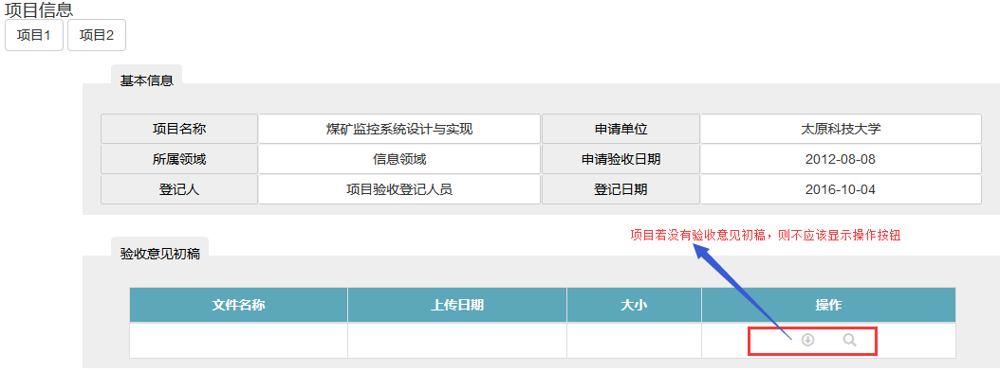 项目信息
项目1 项目2
基本信息
项目名称 煤矿监控系统设计与实现 申请单位 太原科技大学
所属领域 信息领域 申请验收日期 2012-08-08
登记人 项目验收登记人员 登记日期 2016-10-04
项目若没有验收意见初稿，则不应该显示操作按钮
验收意见初稿
文件名称 上传日期 大小 操作